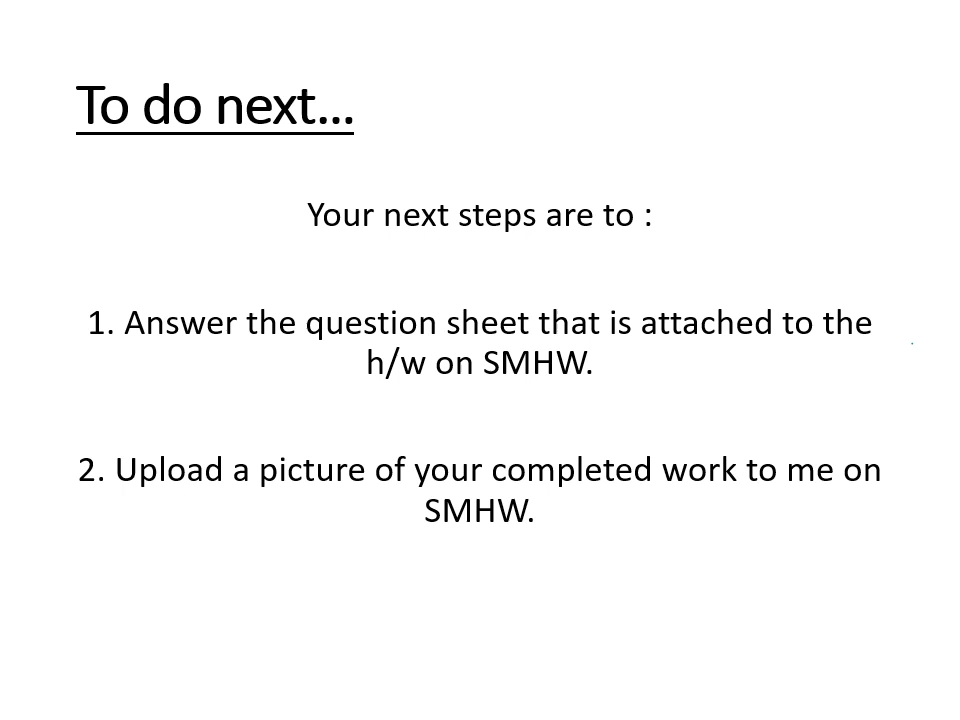 To do next...
Your next steps are to :
1. Answer the question sheet that is attached to the
h/w on SMHW.
2. Upload a picture of your completed work to me on
SMHW.